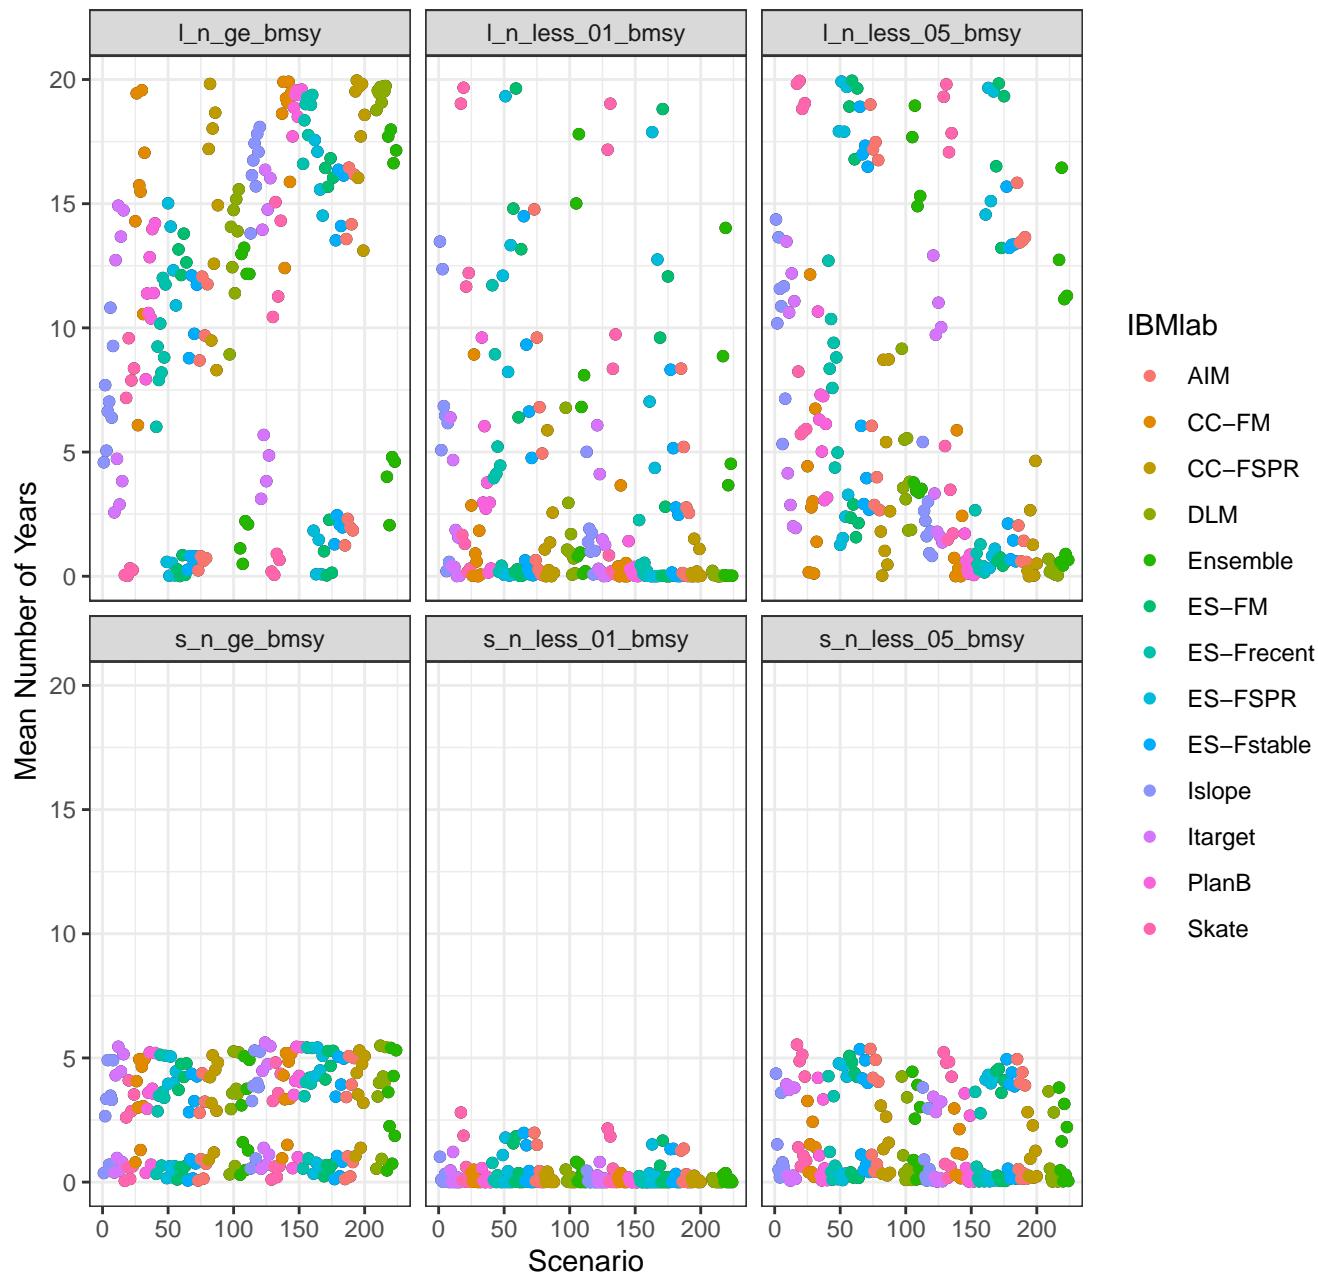 l_n_ge_bmsy
l_n_less_01_bmsy
l_n_less_05_bmsy
20
15
10
5
0
s_n_ge_bmsy
s_n_less_01_bmsy
s_n_less_05_bmsy
20
15
10
5
0
0 50 100 150 200
0 50 100 150 200
0 50 100 150 200
Scenario
Mean Number of Years
IBMlab
AIM
CC−FM
CC−FSPR
DLM
Ensemble
ES−FM
ES−Frecent
ES−FSPR
ES−Fstable
Islope
Itarget
PlanB
Skate